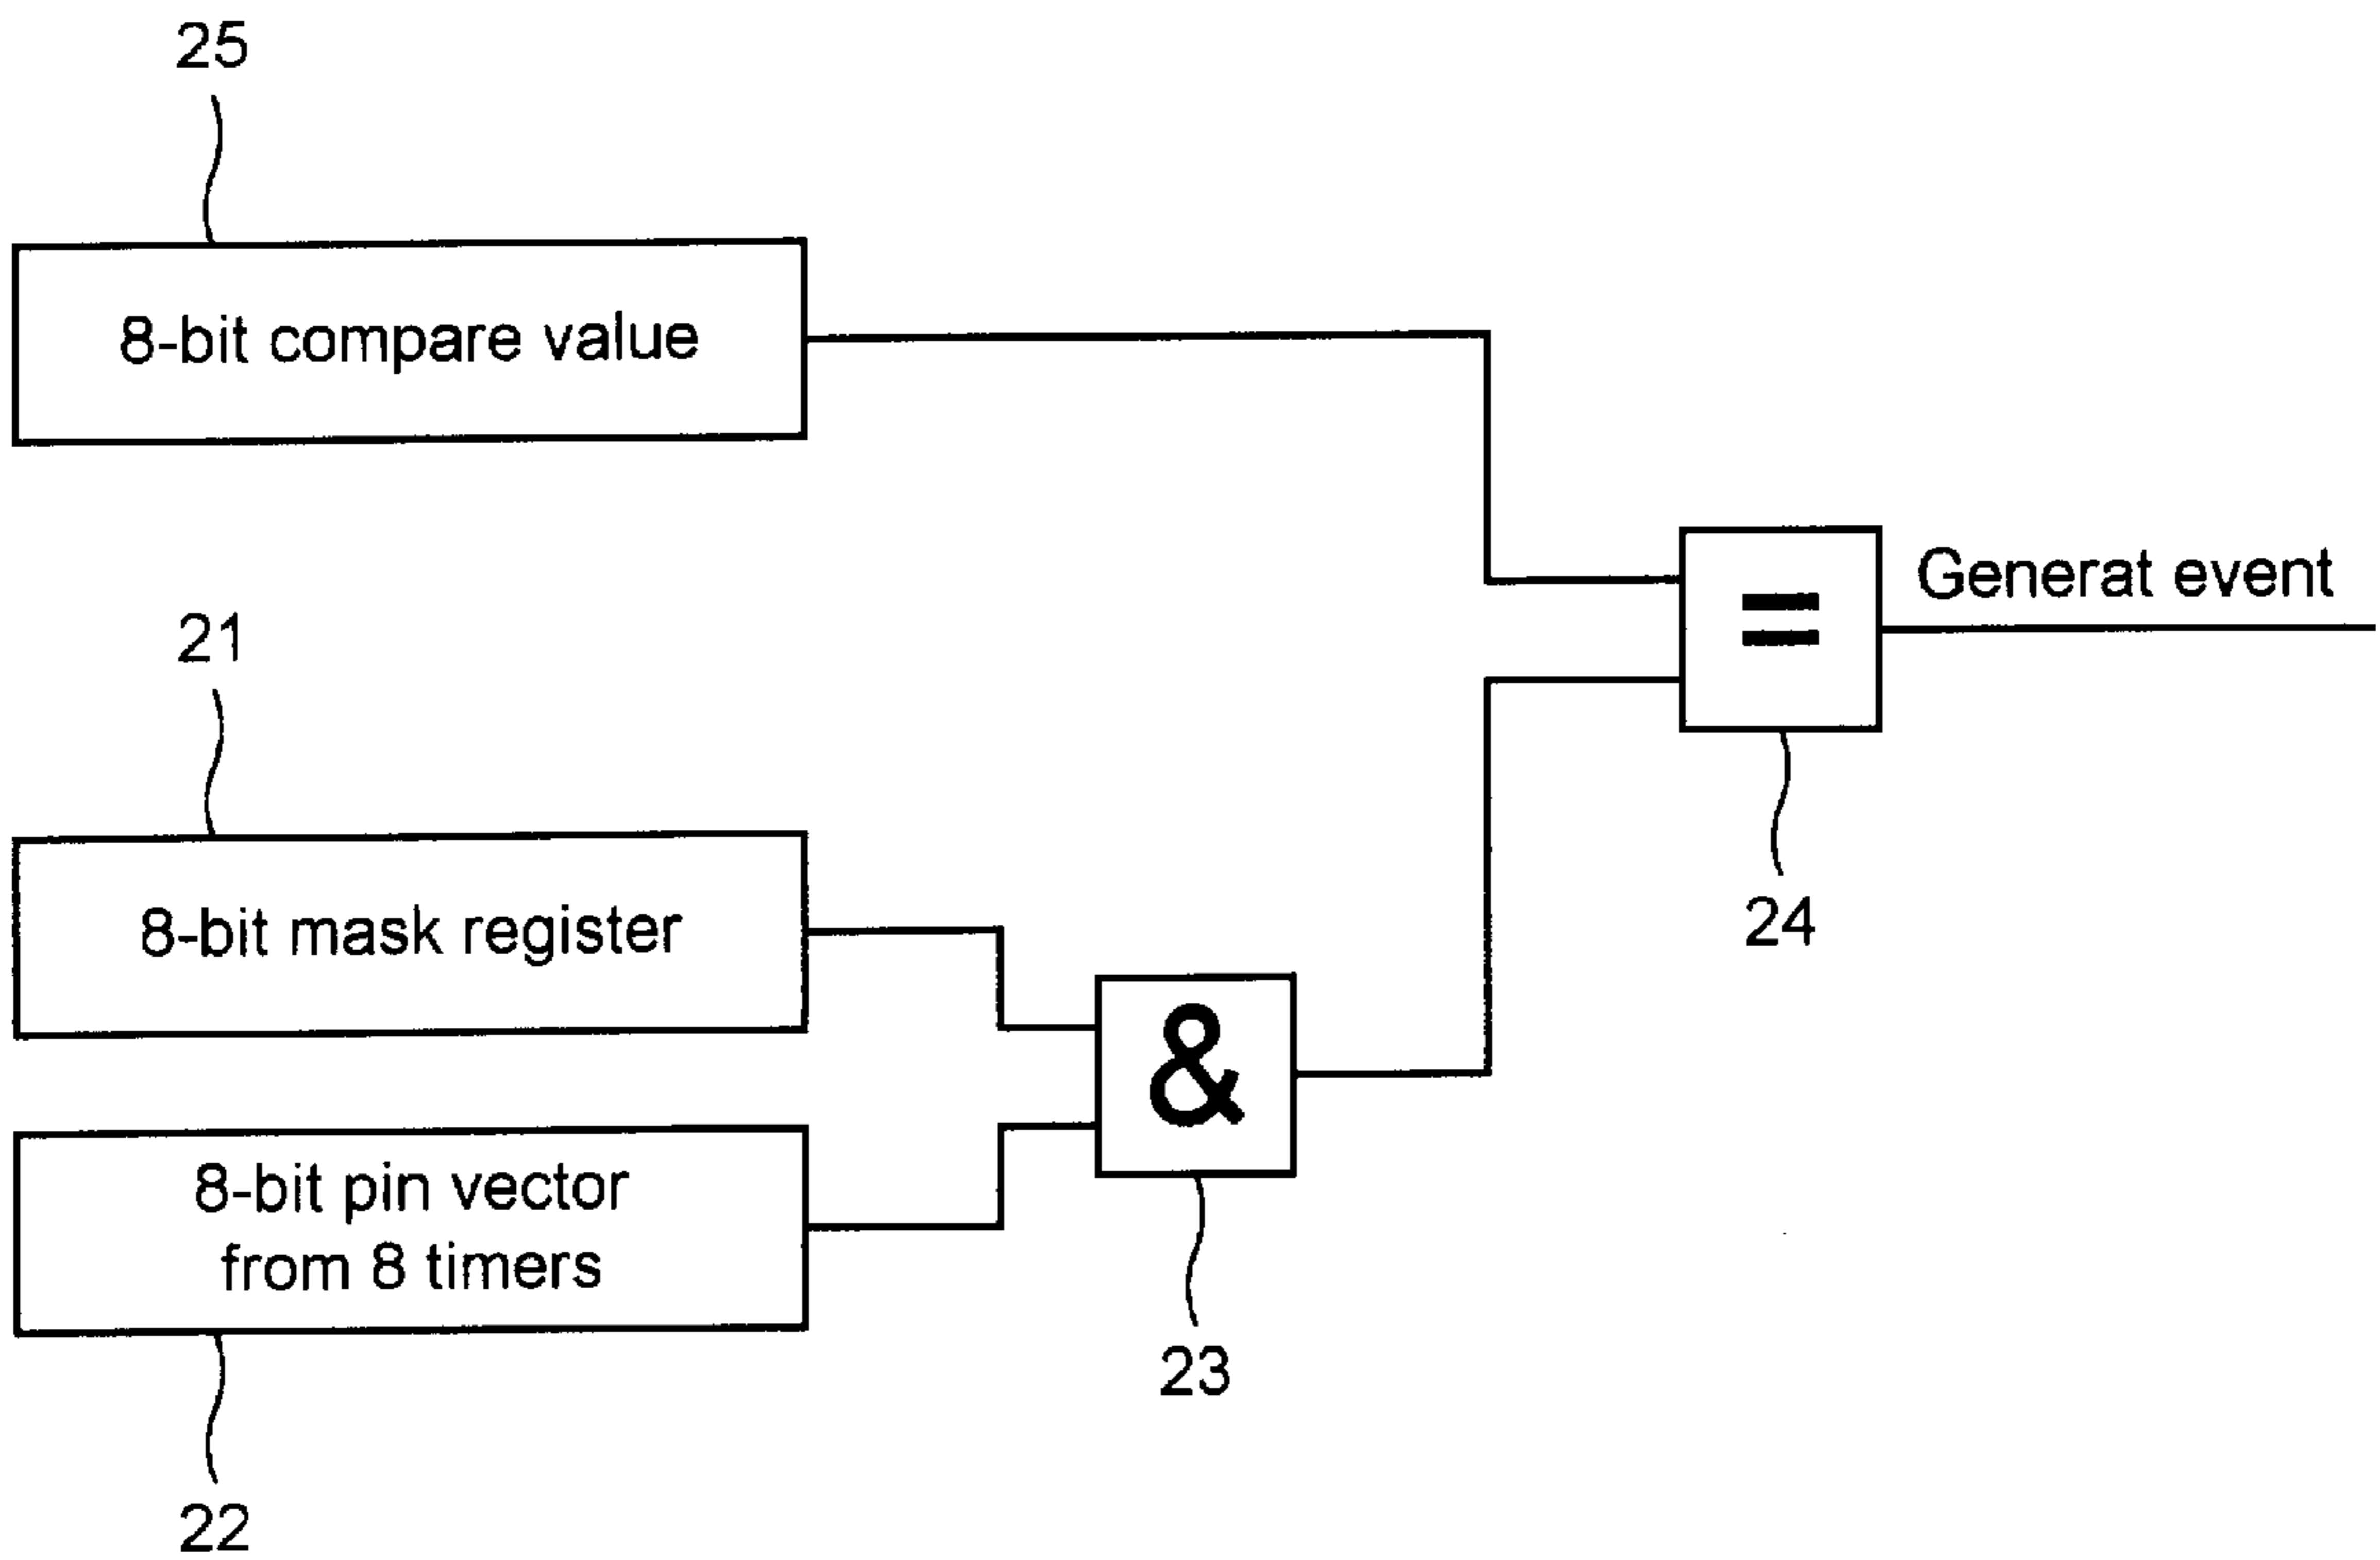 25
8-bit compare value
21
8-bit mask register
8-bit pin vector
from 8 timers
22
&
23
=
24
Generat event